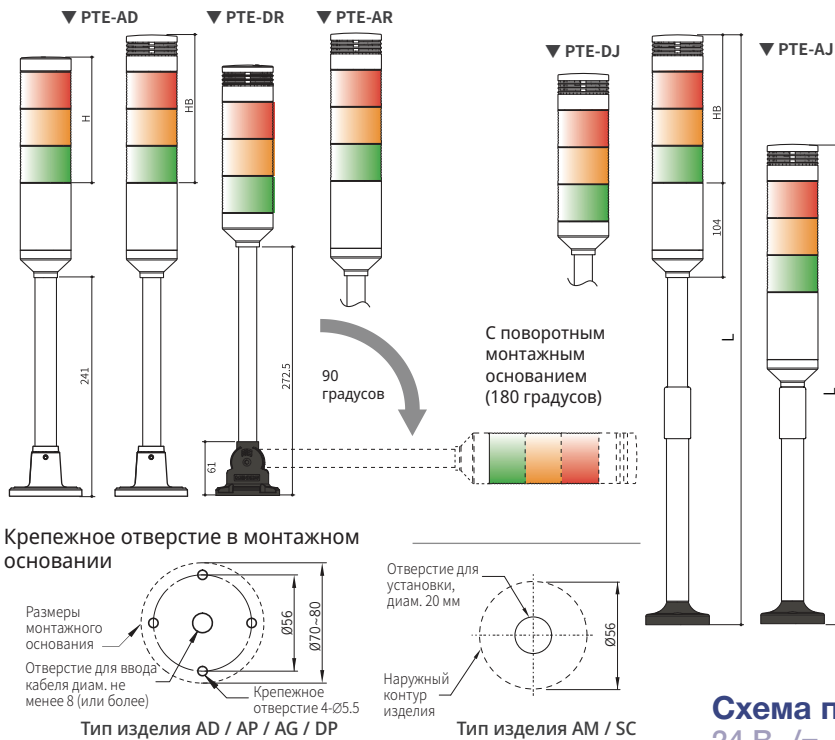 ▼ PTE-AD
▼ PTE-DR
▼ PTE-AR
▼ PTE-DJ
▼ PTE-AJ
H
HB
HB
104
L
L
241
272.5
61
90
градусов
С поворотным
монтажным
основанием
(180 градусов)
Крепежное отверстие в монтажном
основании
Размеры
монтажного
основания
Отверстие для ввода
кабеля диам. не
менее 8 (или более)
Ø56
Ø70~80
Крепежное
отверстие 4-Ø5.5
Тип изделия AD / AP / AG / DP
Отверстие для
установки,
диам. 20 мм
Ø56
Наружный
контур
изделия
Тип изделия AM / SC
Схема п